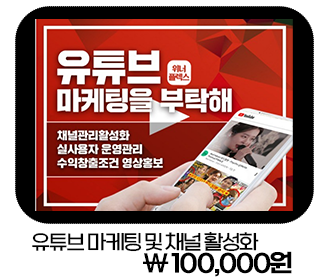 유튜브
위너
플렉스
마케팅을 부탁해
채널관리활성화
실사용자 운영관리
수익창출조건 영상홍보
유튜브 마케팅 및 채널 활성화
₩100,000원